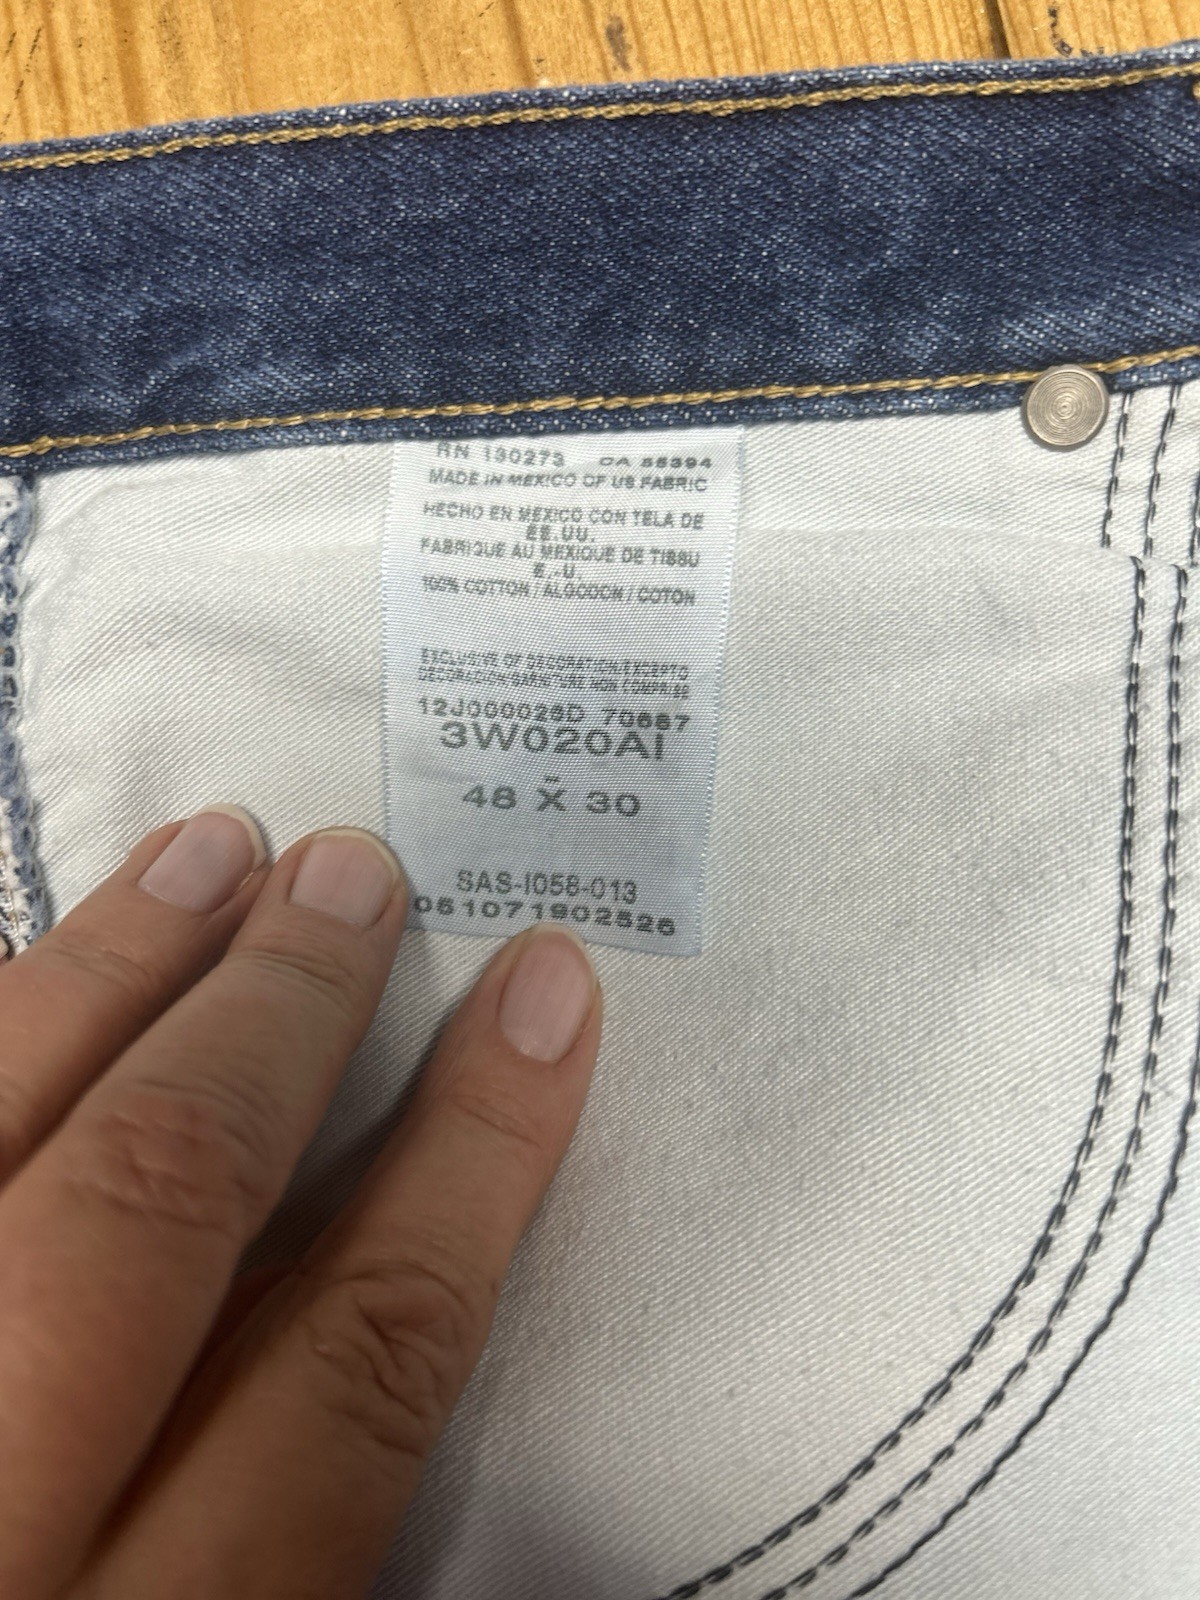 RN 130273 CA 55394
MADE IN MEXICO OF US FABRIC
HECHO EN MEXICO CON TELA DE
EE.UU.
FABRIQUE AU MEXIQUE DE TISSU
E.-U.
100% COTTON / ALGODON / COTON
EXCLUSIVE OF DECORATION/EXCEPTO
DECORACION/GARNITURE NON COMPRISE
12J000026D 70667
3W020AI
-
48 X 30
SAS-I058-013
051071902526